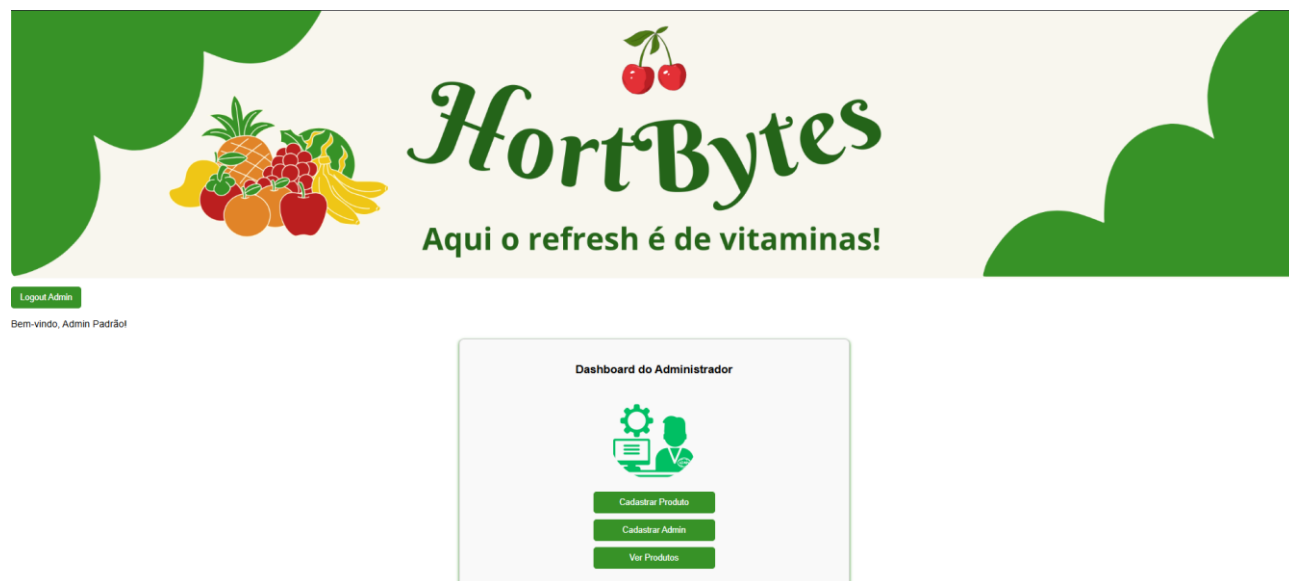 HortBytes
Aqui o refresh é de vitaminas!
Logout Admin
Bem-vindo, Admin Padrão!
Dashboard do Administrador
Cadastrar Produto
Cadastrar Admin
Ver Produtos